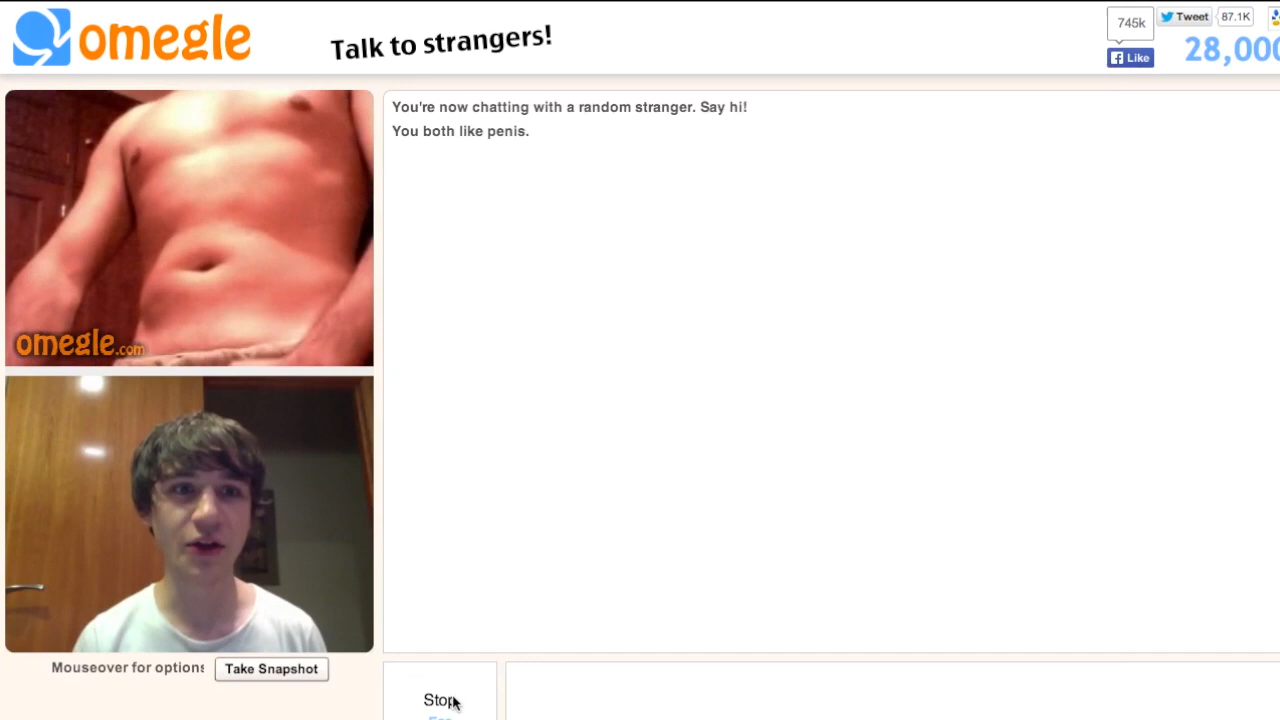 omegle
Talk to strangers!
745k
Like
Tweet
87.1K
28,000
You're now chatting with a random stranger. Say hi!
You both like penis.
omegle.com
Mouseover for options
Take Snapshot
Stop